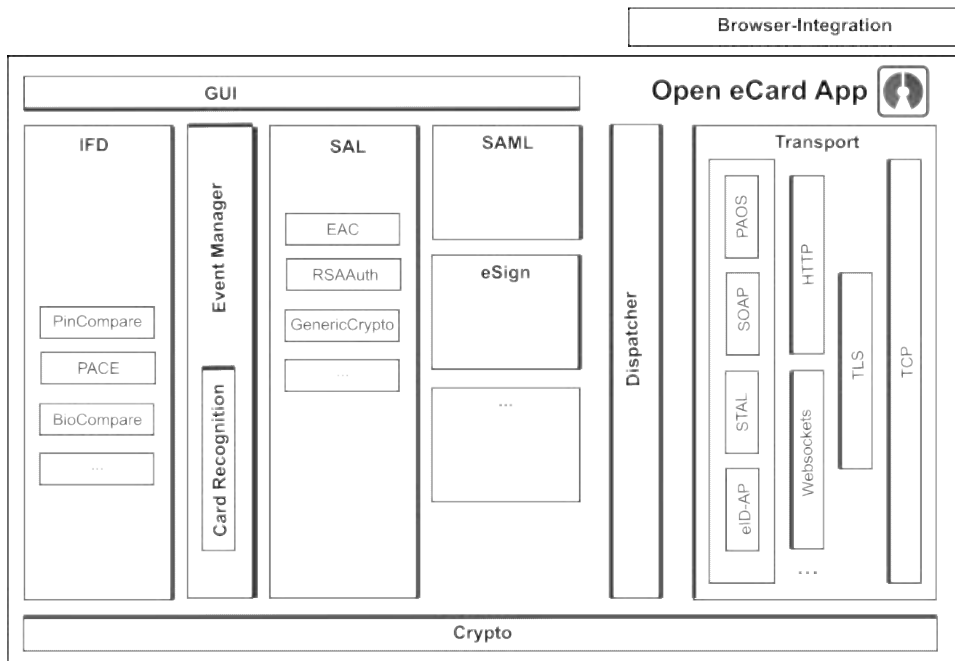 Browser-Integration
GUI
Open eCard App
IFD
PinCompare
PACE
BioCompare
...
Event Manager
Card Recognition
SAL
EAC
RSAAuth
GenericCrypto
...
SAML
eSign
...
Dispatcher
Transport
PAOS
SOAP
STAL
eID-AP
HTTP
Websockets
...
TLS
TCP
Crypto